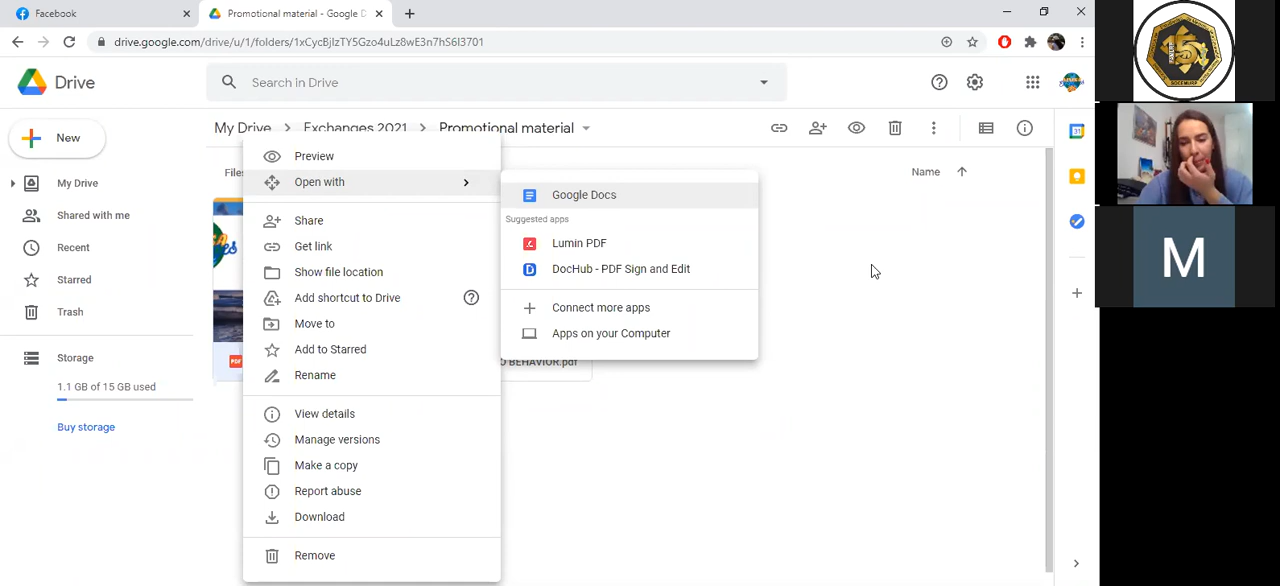 Facebook
Promotional material - Google D
drive.google.com/drive/u/1/folders/1xCycBjIzTY5Gzo4uLz8wE3n7hS6I3701
Drive
Search in Drive
New
My Drive
Exchanges 2021
Promotional material
My Drive
Shared with me
Recent
Starred
Trash
Storage
1.1 GB of 15 GB used
Buy storage
Files
Name
PDF
O BEHAVIOR.pdf
Preview
Open with
Share
Get link
Show file location
Add shortcut to Drive
Move to
Add to Starred
Rename
View details
Manage versions
Make a copy
Report abuse
Download
Remove
Google Docs
Suggested apps
Lumin PDF
DocHub - PDF Sign and Edit
Connect more apps
Apps on your Computer
31
15
M